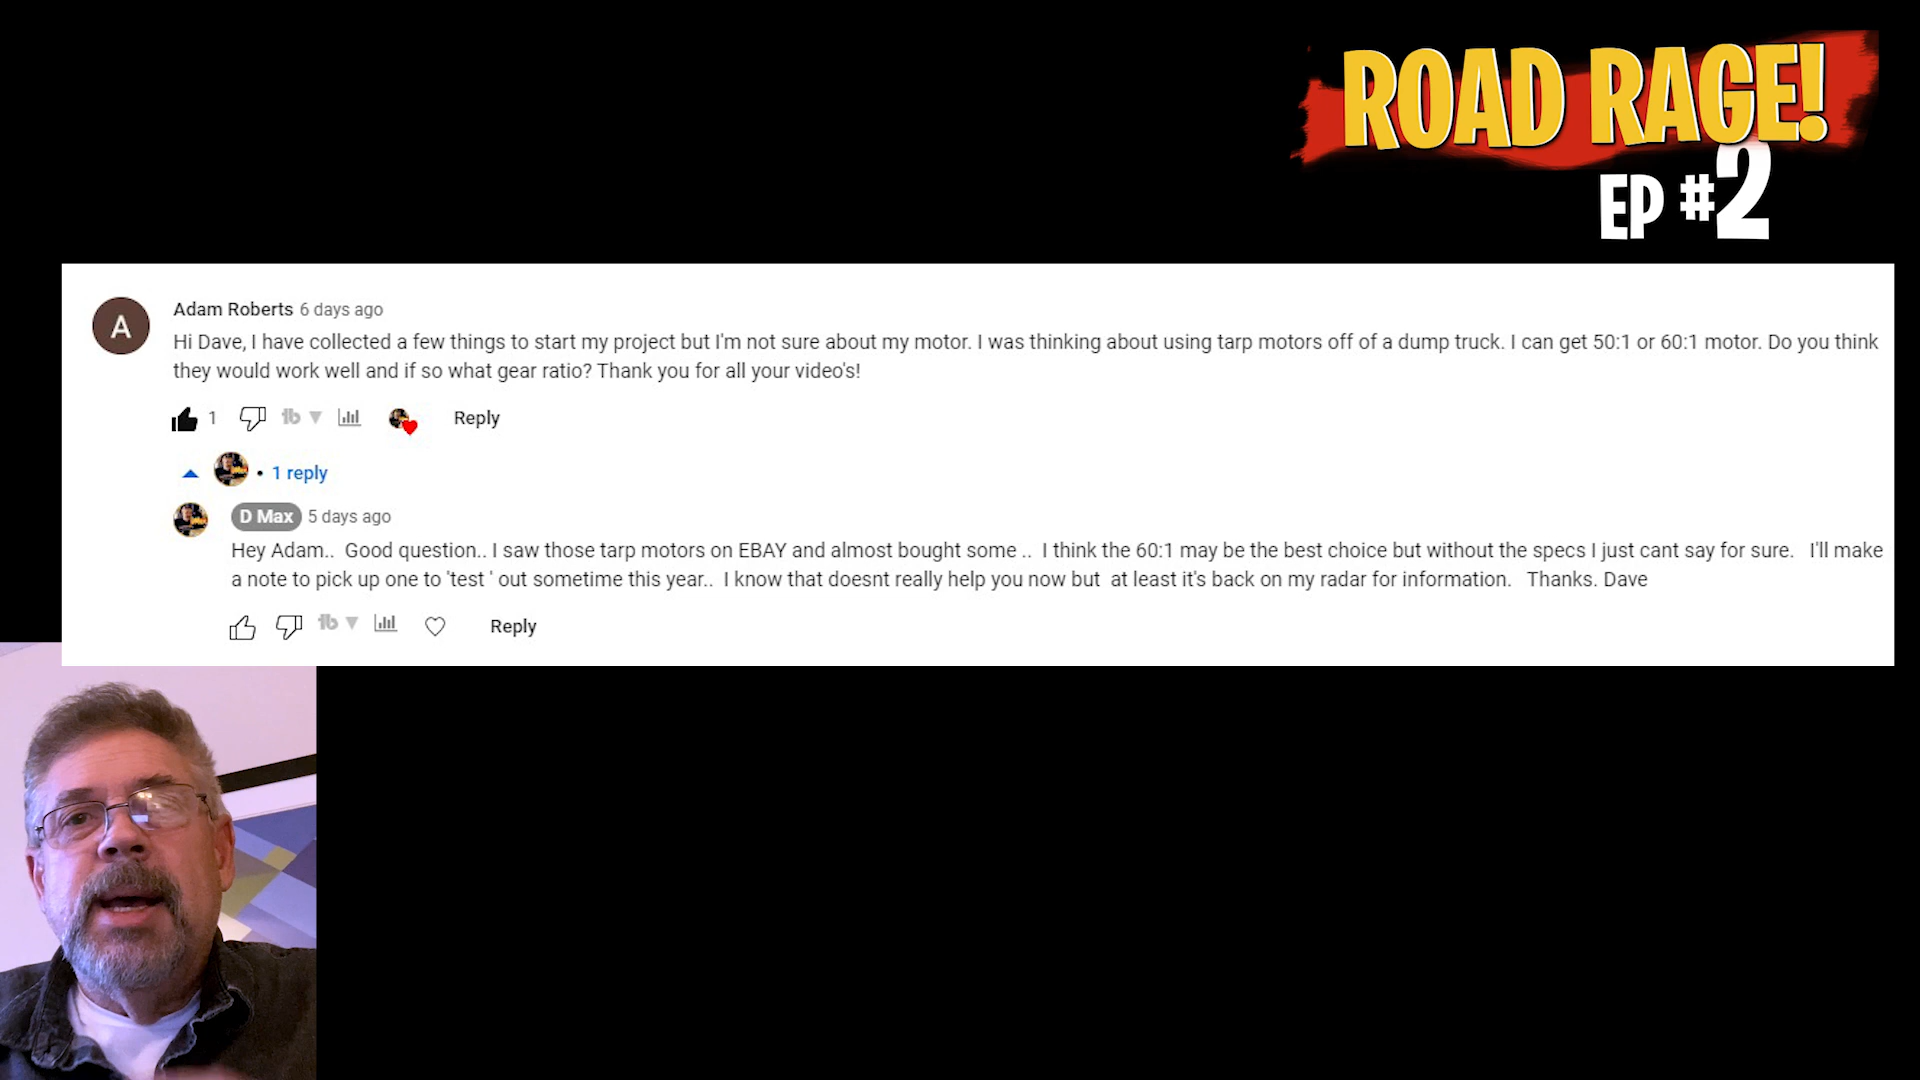 ROAD RAGE!
EP #2
A
Adam Roberts 6 days ago
Hi Dave, I have collected a few things to start my project but I'm not sure about my motor. I was thinking about using tarp motors off of a dump truck. I can get 50:1 or 60:1 motor. Do you think
they would work well and if so what gear ratio? Thank you for all your video's!
1 tb Reply
• 1 reply
D Max 5 days ago
Hey Adam.. Good question.. I saw those tarp motors on EBAY and almost bought some .. I think the 60:1 may be the best choice but without the specs I just cant say for sure. I'll make
a note to pick up one to 'test ' out sometime this year.. I know that doesnt really help you now but at least it's back on my radar for information. Thanks. Dave
tb Reply